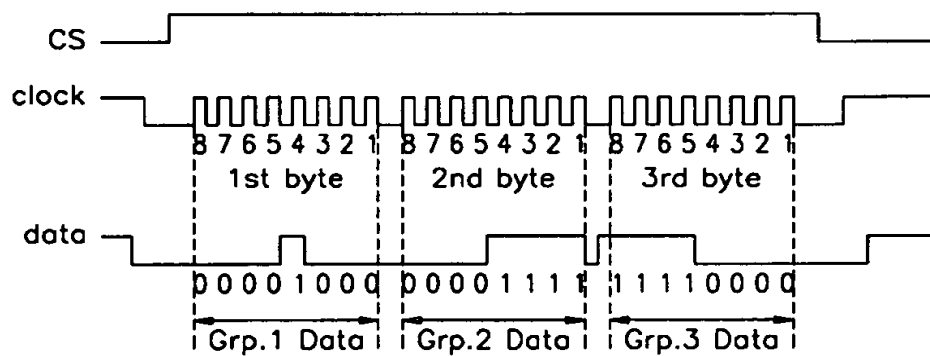 CS
clock
8 7 6 5 4 3 2 1 8 7 6 5 4 3 2 1 8 7 6 5 4 3 2 1
1st byte 2nd byte 3rd byte
data
0 0 0 0 1 0 0 0 0 0 0 0 1 1 1 1 1 1 1 1 0 0 0 0
Grp.1 Data Grp.2 Data Grp.3 Data